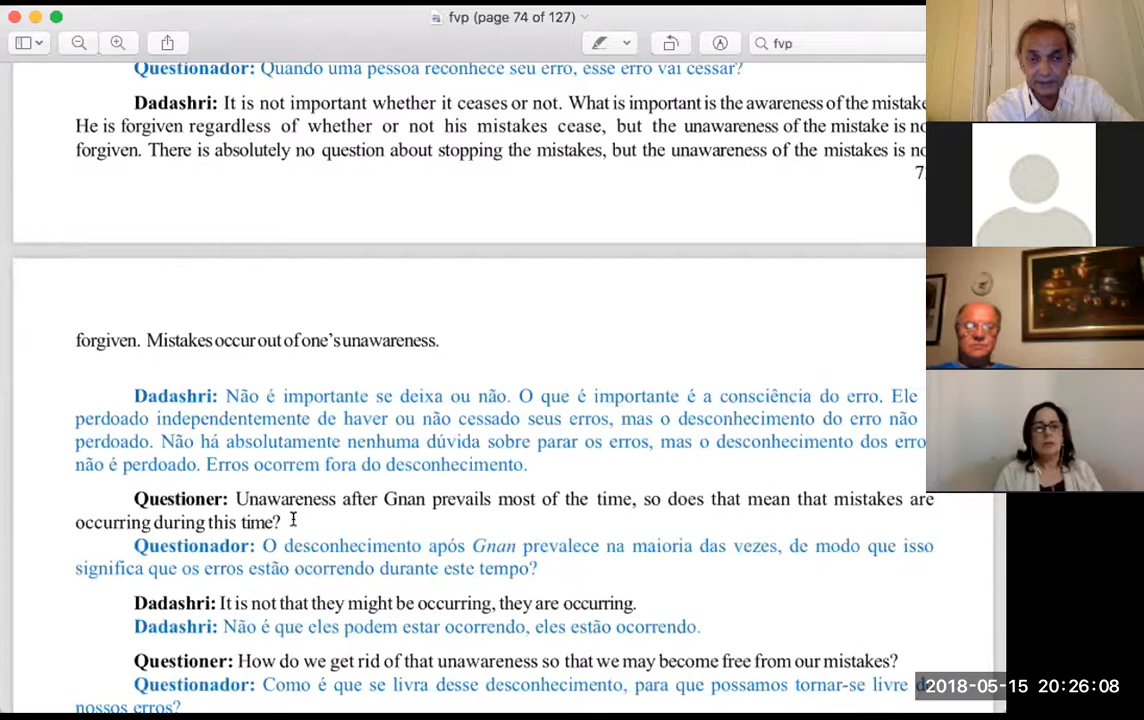 fvp (page 74 of 127)
fvp
Questionador: Quando uma pessoa reconhece seu erro, esse erro vai cessar?
Dadashri: It is not important whether it ceases or not. What is important is the awareness of the mistake
He is forgiven regardless of whether or not his mistakes cease, but the unawareness of the mistake is no
forgiven. There is absolutely no question about stopping the mistakes, but the unawareness of the mistakes is no
7
forgiven. Mistakes occur out of one's unawareness.
Dadashri: Não é importante se deixa ou não. O que é importante é a consciência do erro. Ele
perdoado independentemente de haver ou não cessado seus erros, mas o desconhecimento do erro não
perdoado. Não há absolutamente nenhuma dúvida sobre parar os erros, mas o desconhecimento dos erro
não é perdoado. Erros ocorrem fora do desconhecimento.
Questioner: Unawareness after Gnan prevails most of the time, so does that mean that mistakes are
occurring during this time?
Questionador: O desconhecimento após Gnan prevalece na maioria das vezes, de modo que isso
significa que os erros estão ocorrendo durante este tempo?
Dadashri: It is not that they might be occurring, they are occurring.
Dadashri: Não é que eles podem estar ocorrendo, eles estão ocorrendo.
Questioner: How do we get rid of that unawareness so that we may become free from our mistakes?
Questionador: Como é que se livra desse desconhecimento, para que possamos tornar-se livre
nossos erros?
2018-05-15 20:26:08